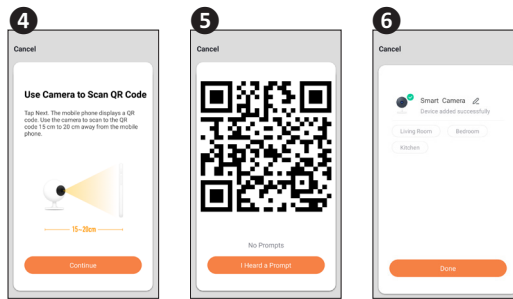 4
Cancel
Use Camera to Scan QR Code
Tap Next. The mobile phone displays a QR
code. Use the camera to scan to the QR
code 15 cm to 20 cm away from the mobile
phone.
15~20cm
Continue
5
Cancel
No Prompts
I Heard a Prompt
6
Cancel
Smart Camera
Device added successfully
Living Room
Bedroom
Kitchen
Done